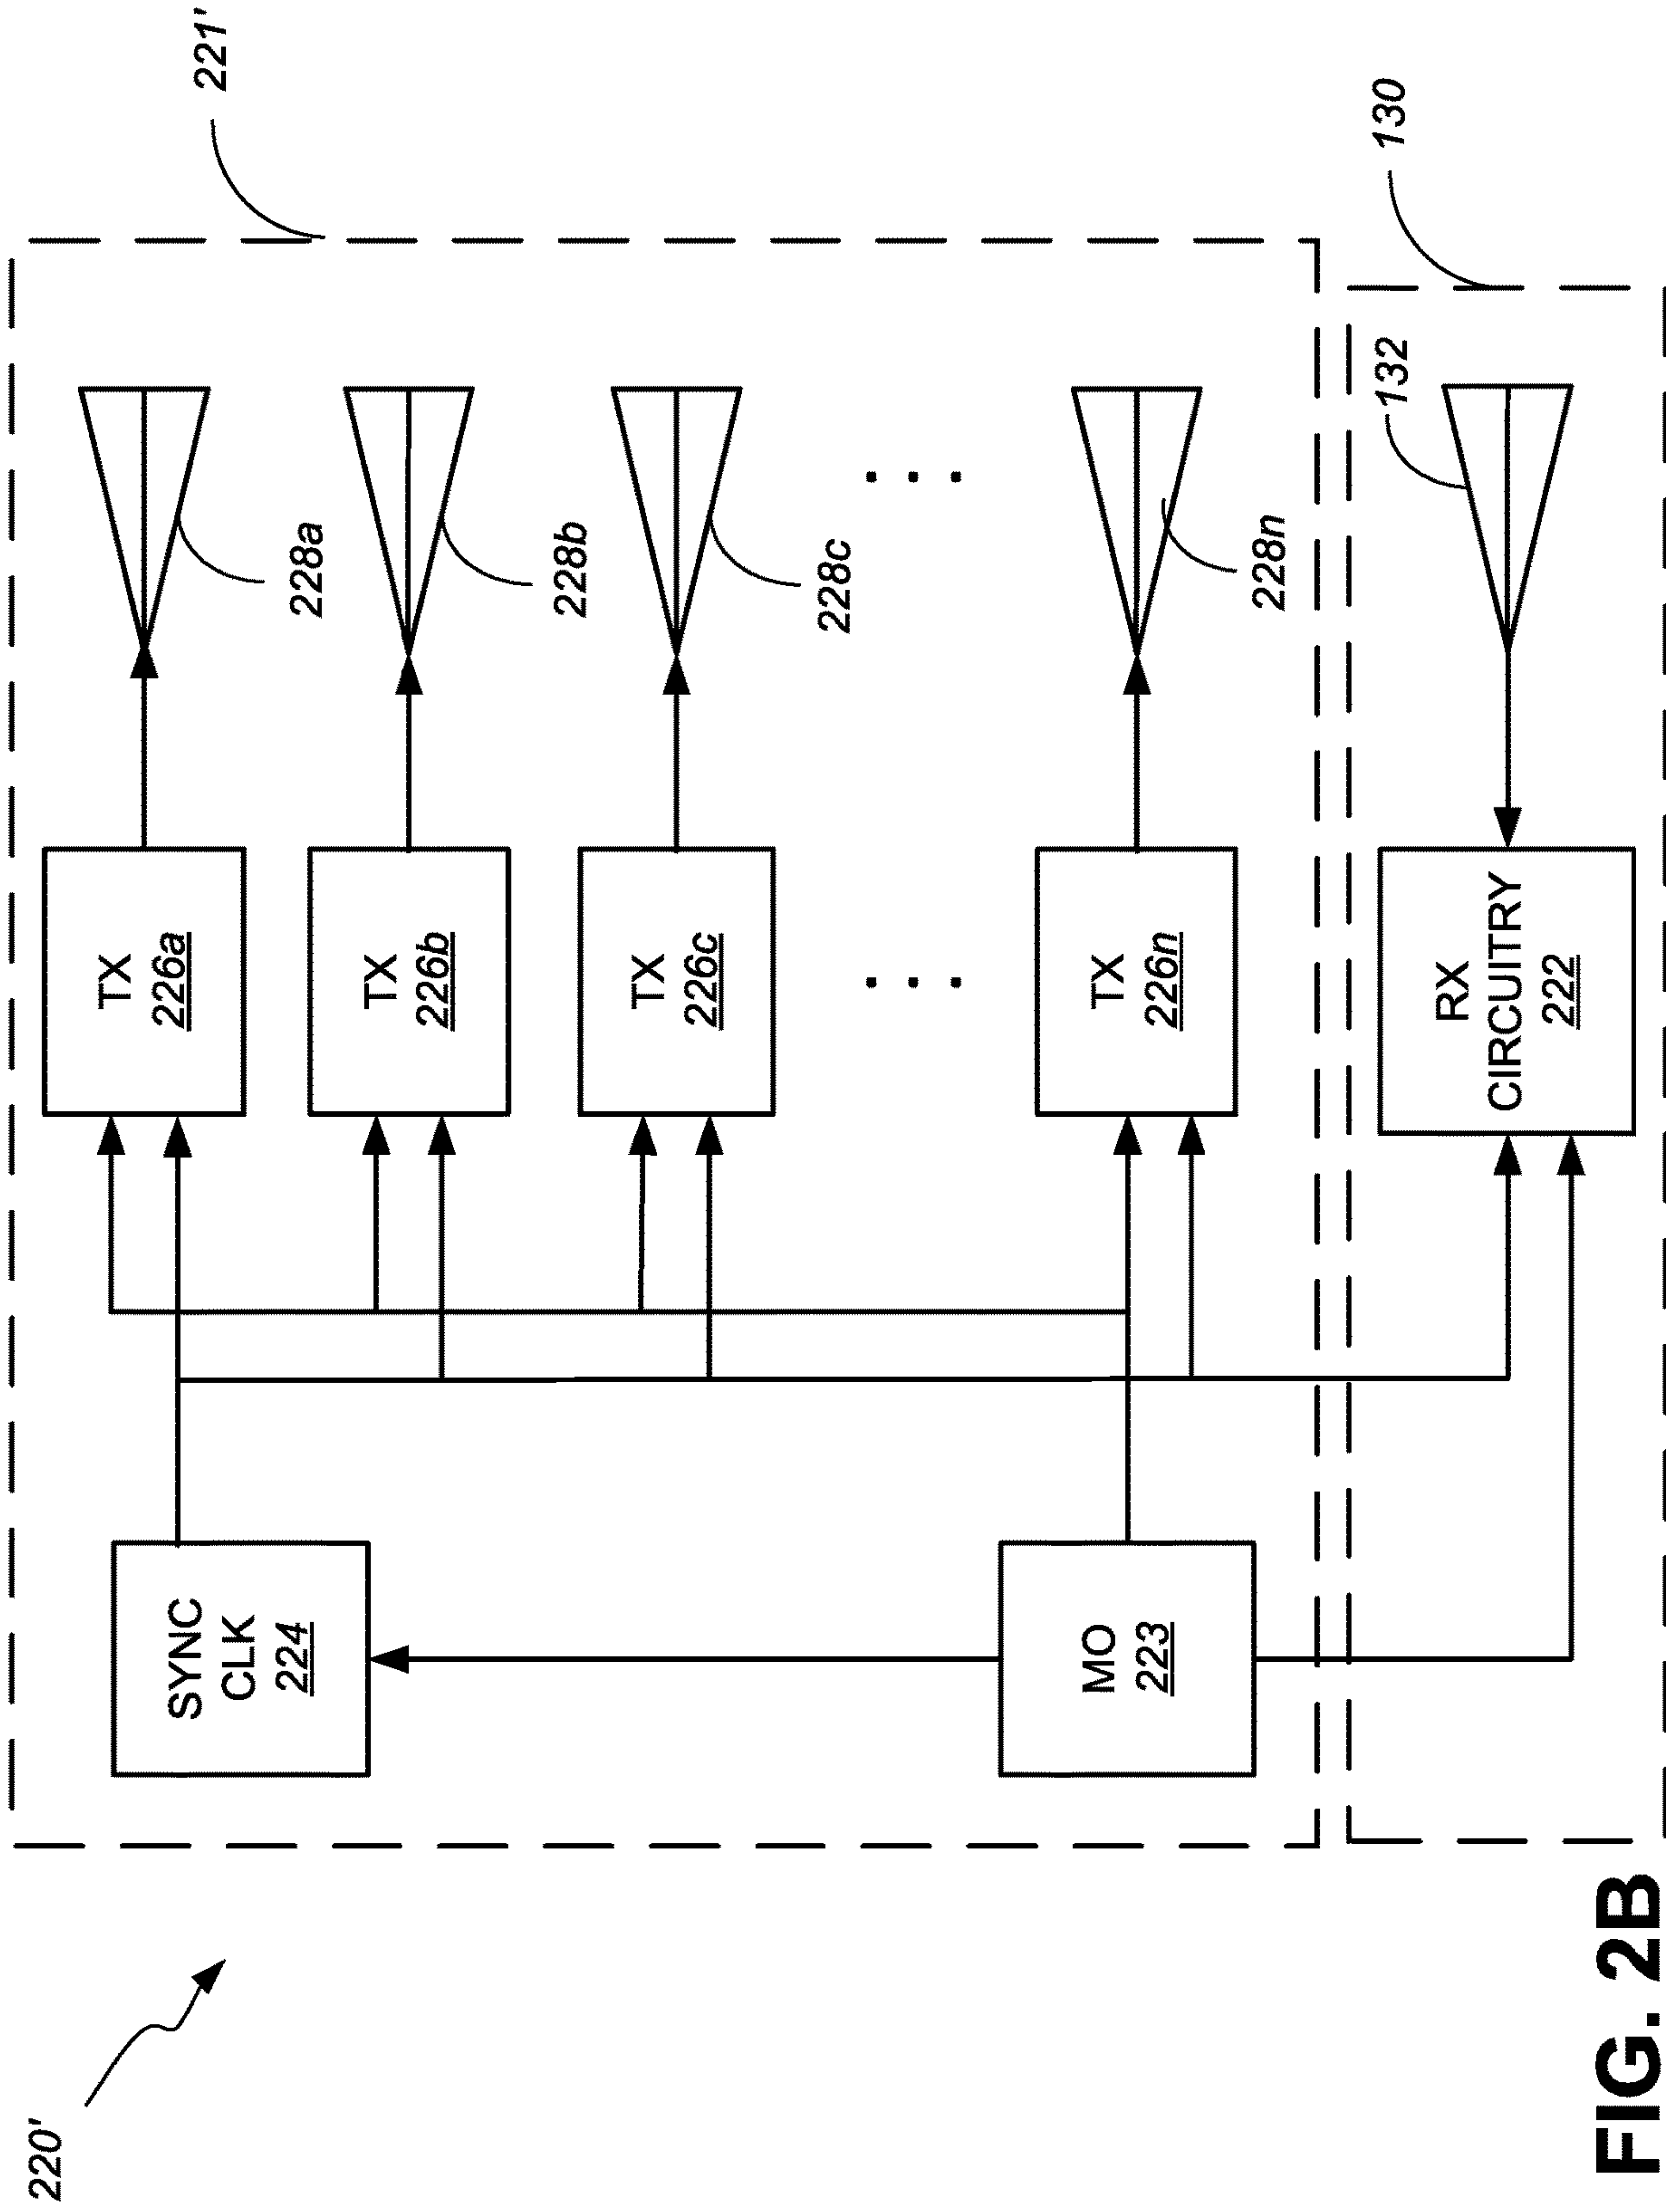 220'
221'
SYNC
CLK
224
MO
223
TX
226a
TX
226b
TX
226c
. . .
TX
226n
228a
228b
228c
. . .
228n
130
RX
CIRCUITRY
222
132
FIG. 2B